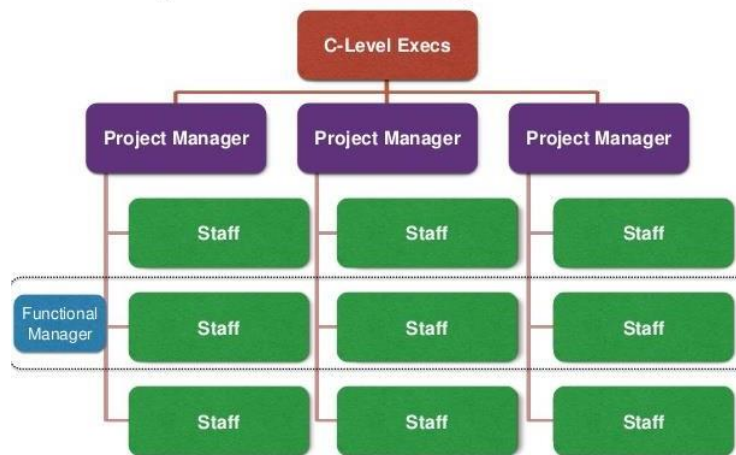 C-Level Execs
Project Manager
Project Manager
Project Manager
Staff
Staff
Staff
Functional
Manager
Staff
Staff
Staff
Staff
Staff
Staff